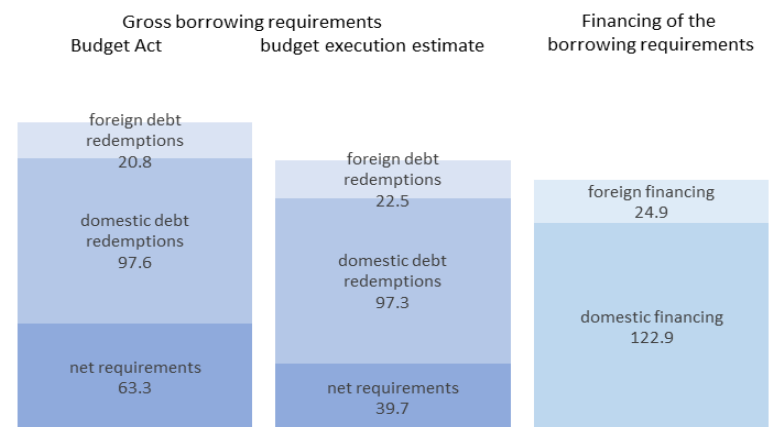 Gross borrowing requirements
Budget Act
budget execution estimate
Financing of the
borrowing requirements
foreign debt
redemptions
20.8
domestic debt
redemptions
97.6
net requirements
63.3
foreign debt
redemptions
22.5
domestic debt
redemptions
97.3
net requirements
39.7
foreign financing
24.9
domestic financing
122.9